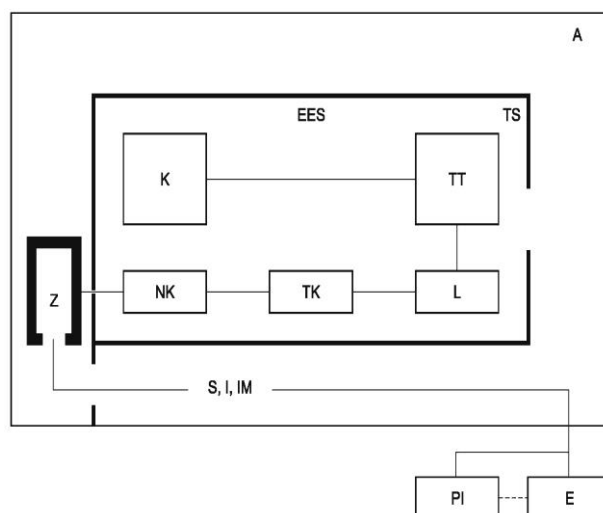 A
EES TS
K TT
Z NK TK L
S, I, IM
PI E